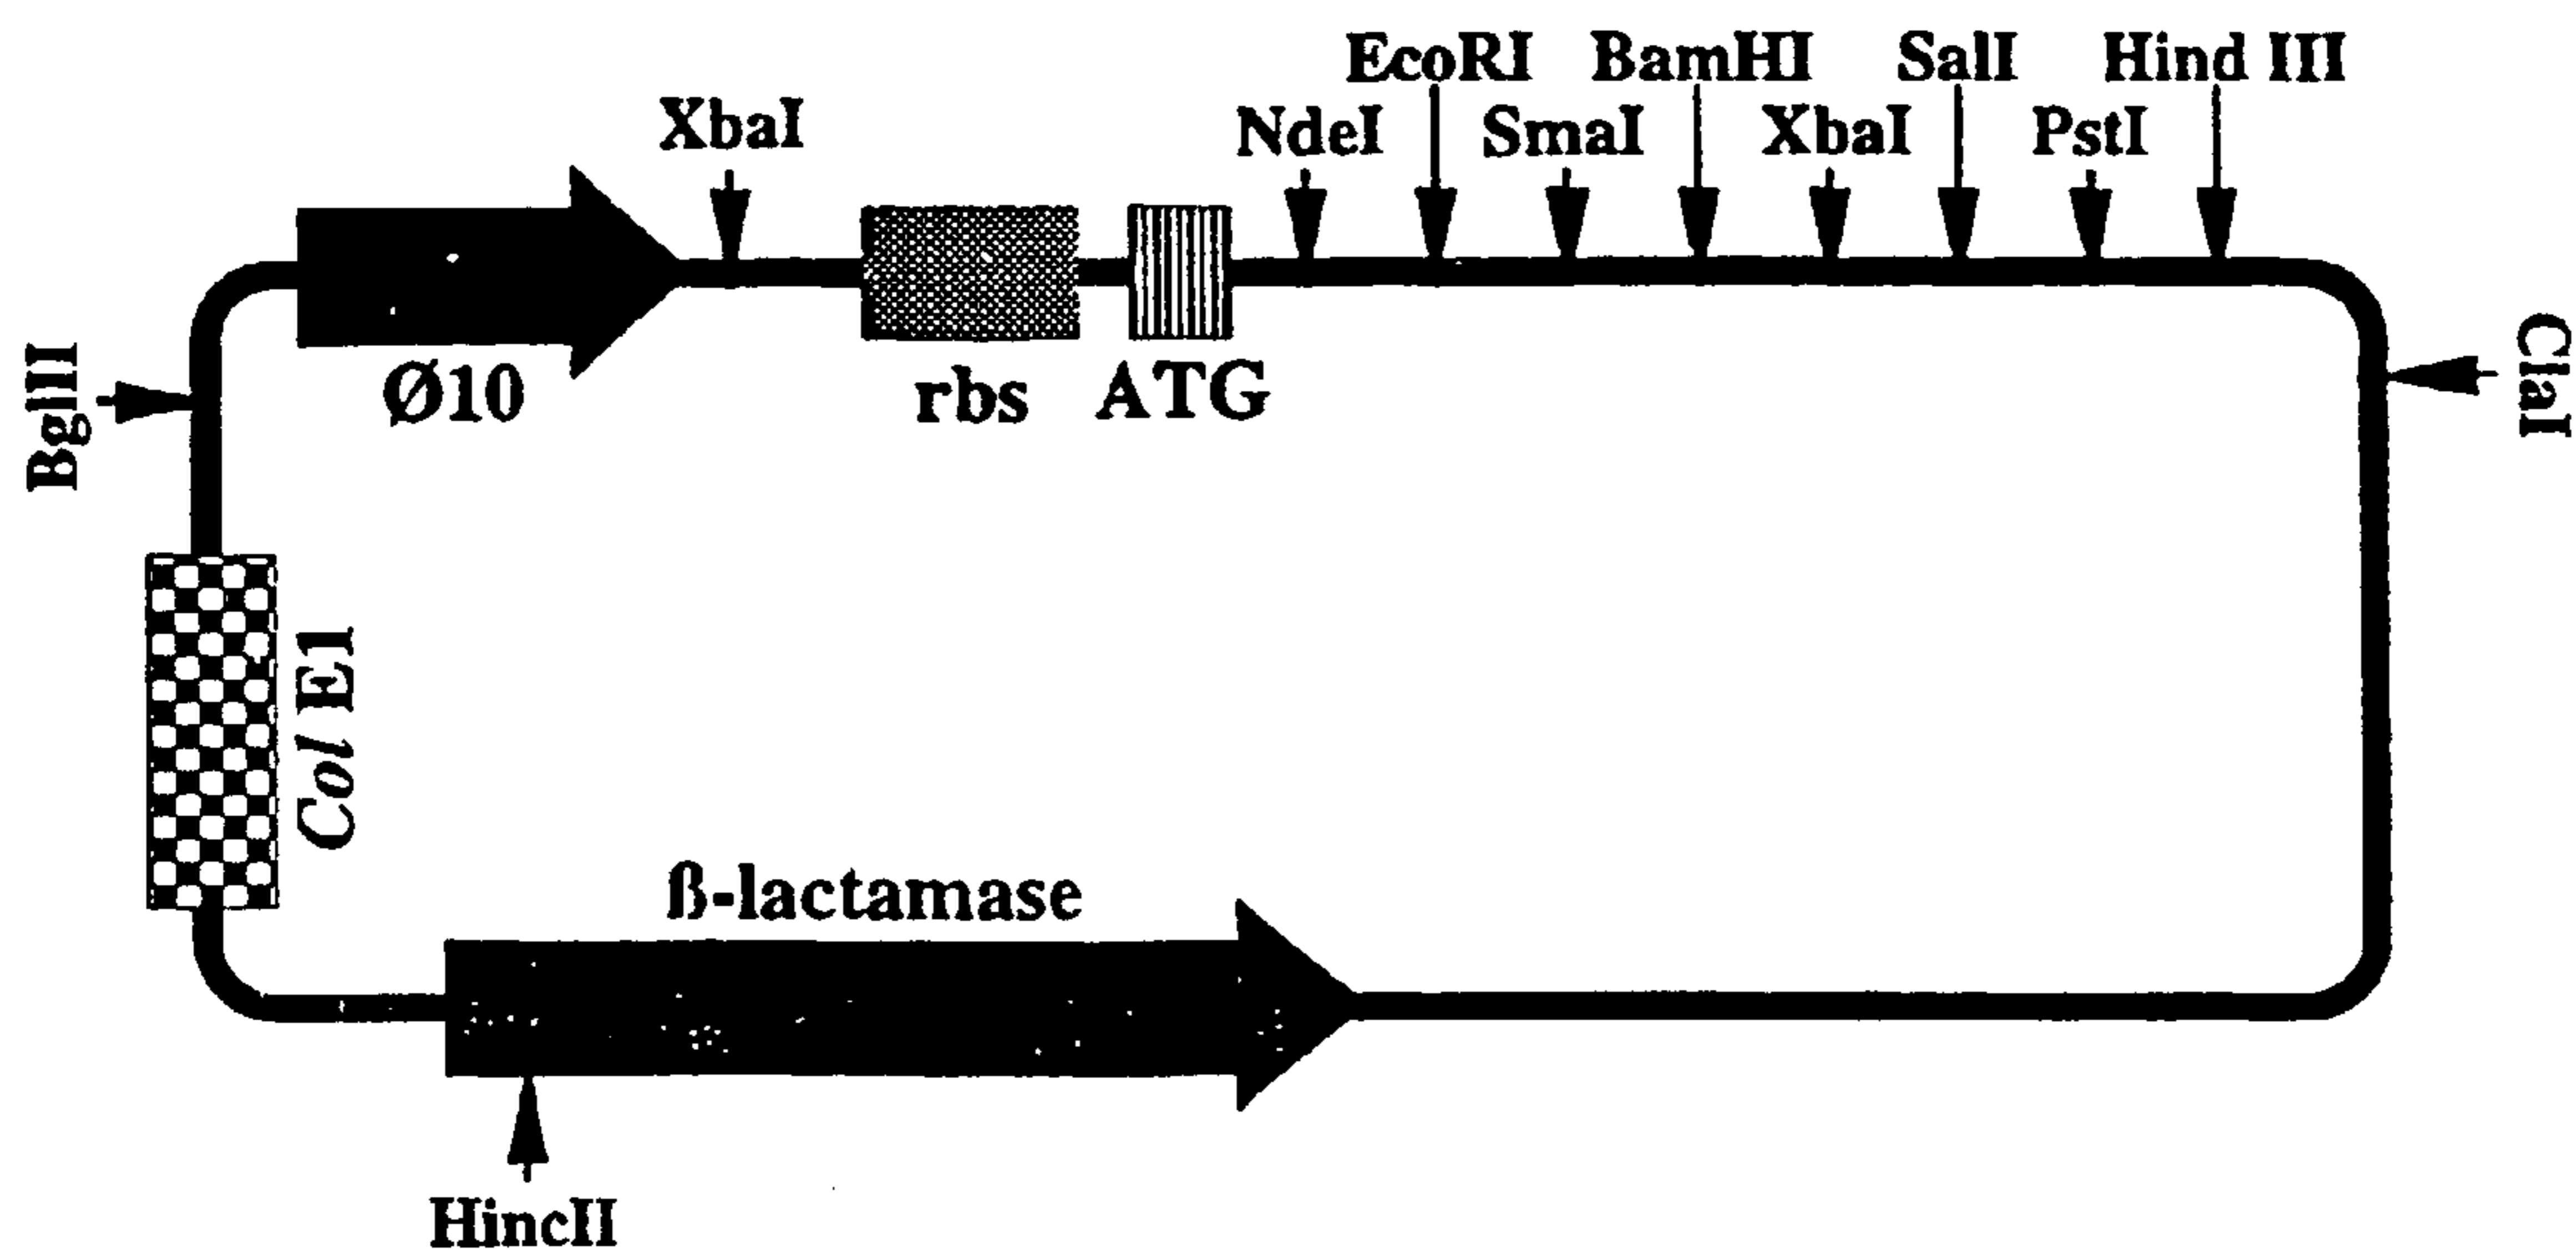 EcoRI BamHI SalI Hind III
XbaI NdeI SmaI XbaI PstI
BglII Ø10 rbs ATG ClaI
Col E1
ß-lactamase
HincII